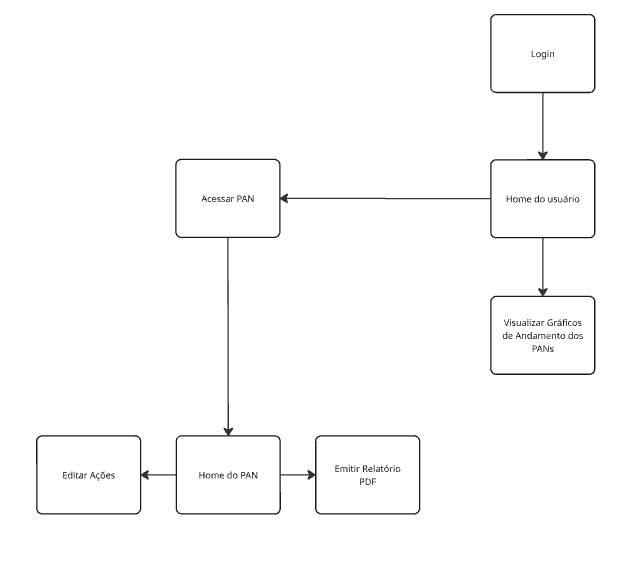 Login
Acessar PAN
Home do usuário
Visualizar Gráficos
de Andamento dos
PANs
Editar Ações
Home do PAN
Emitir Relatório
PDF